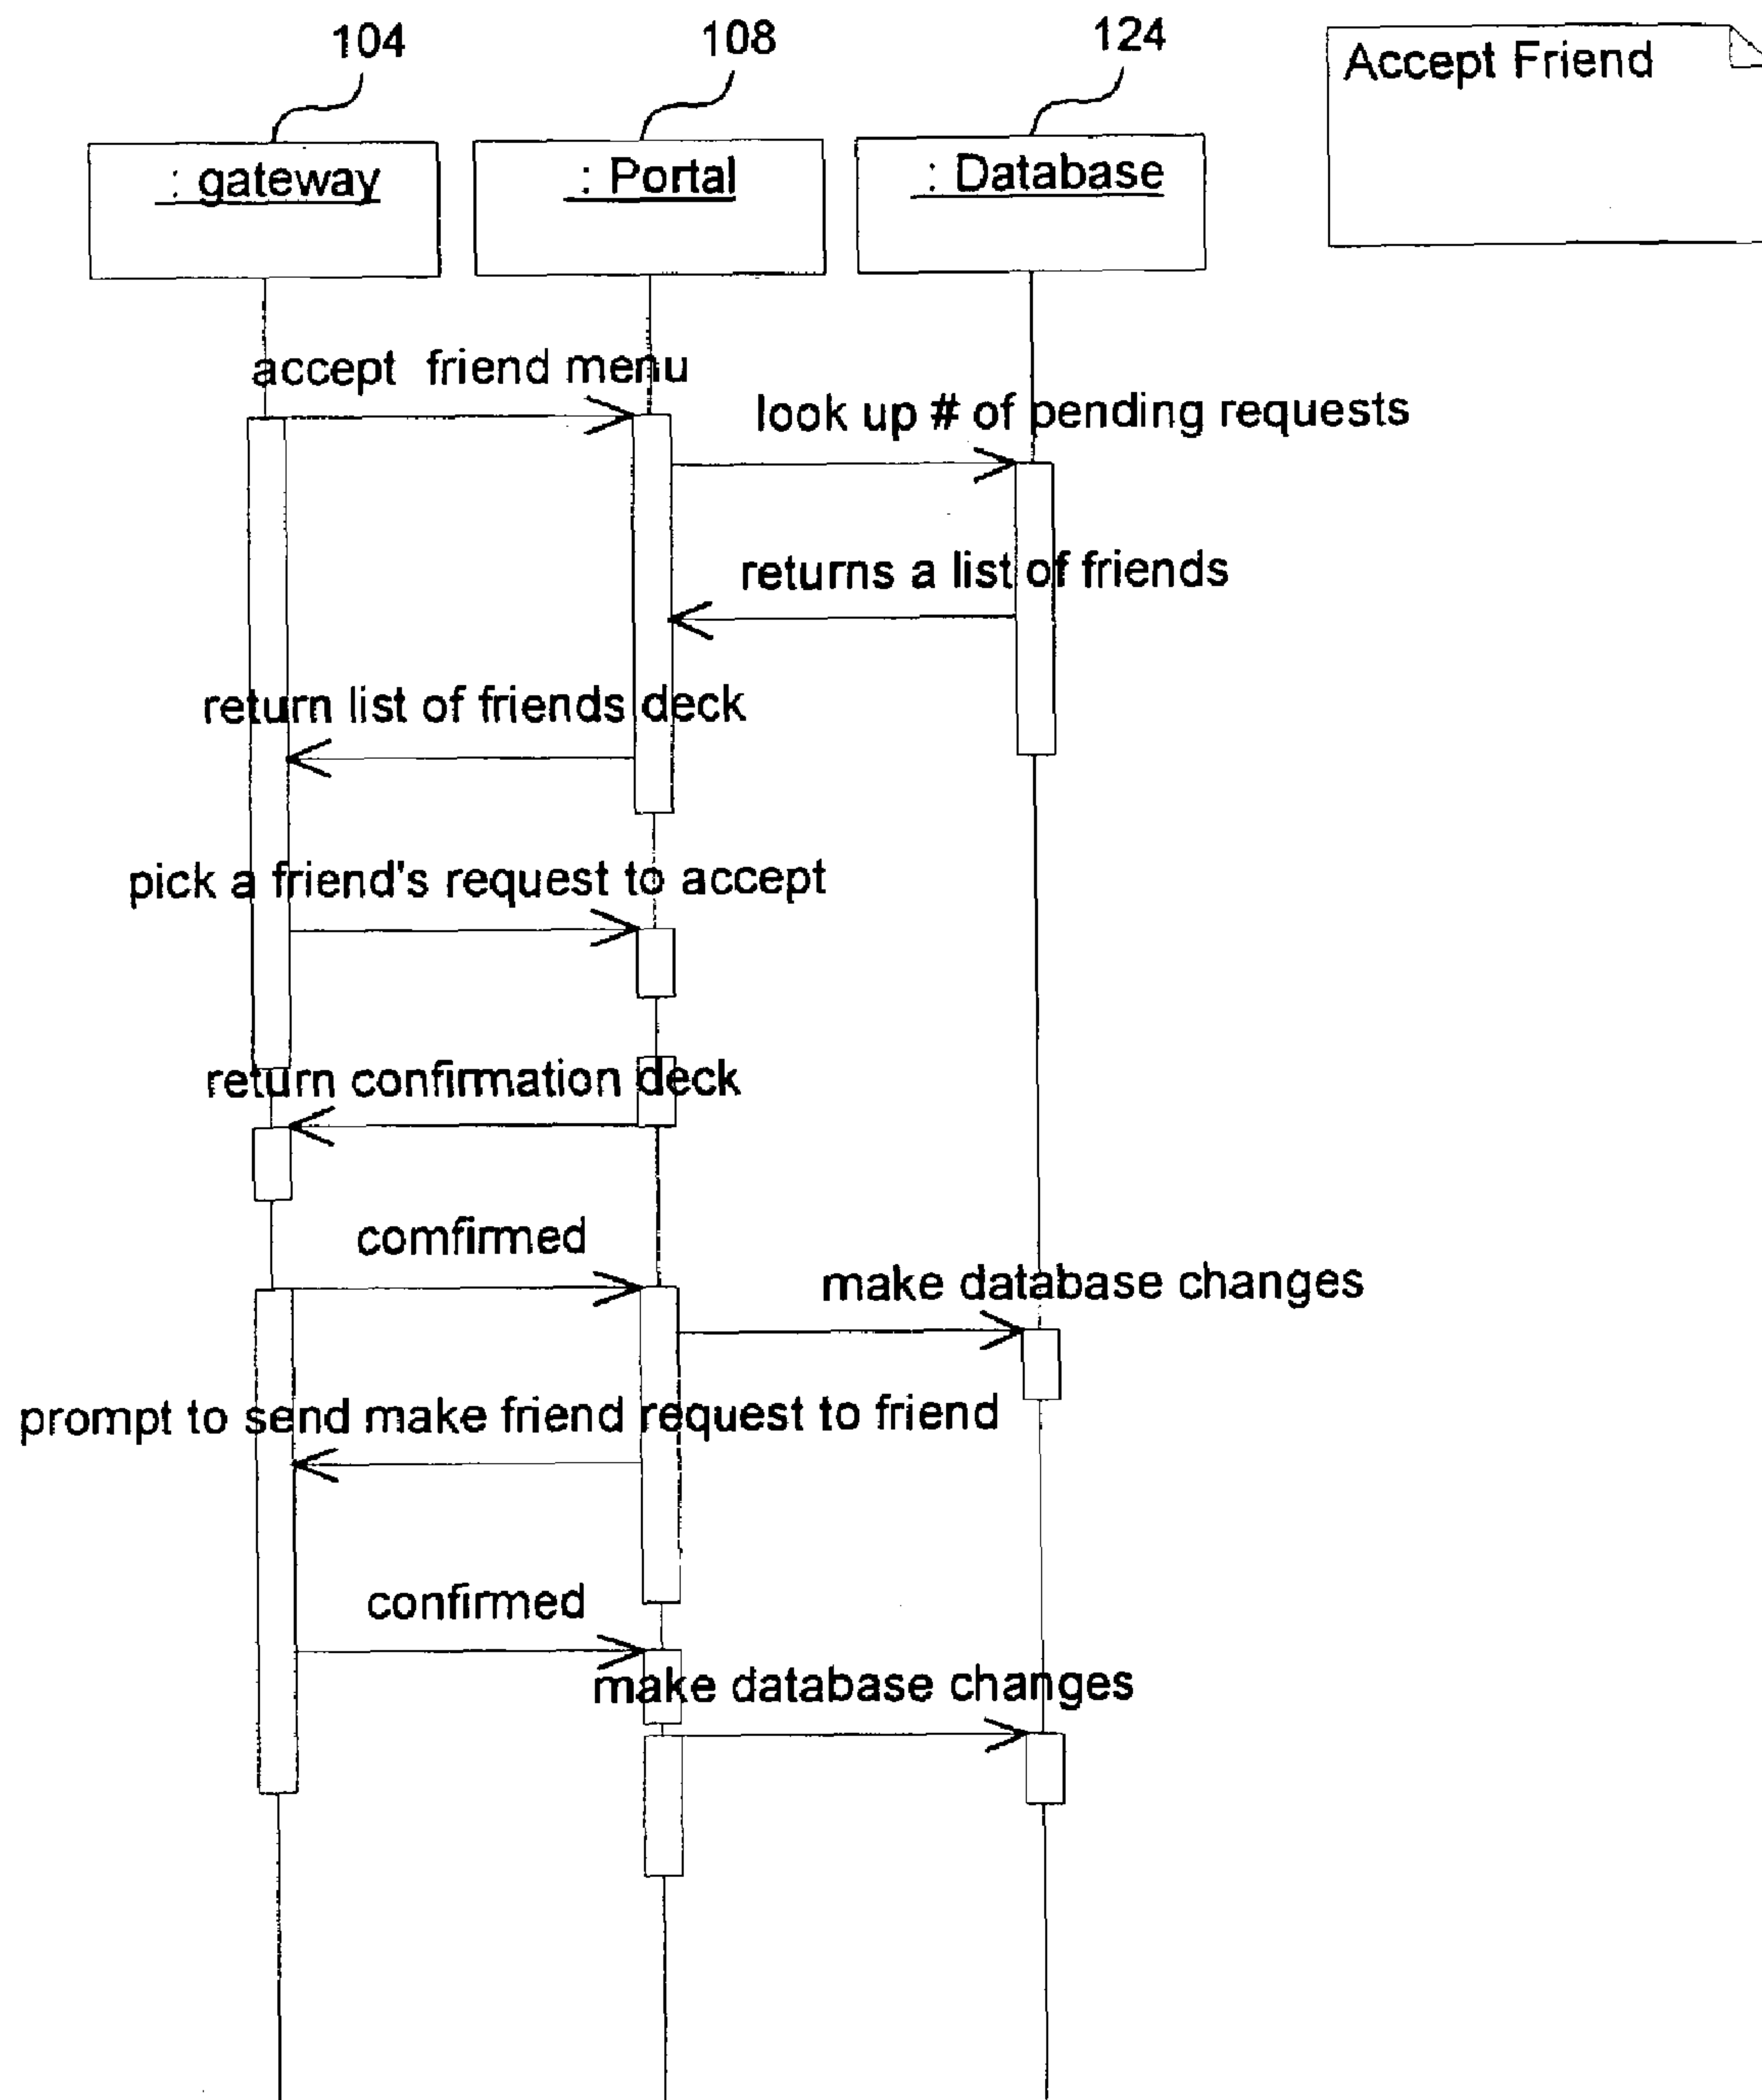 104
108
124
Accept Friend
: gateway
: Portal
: Database
accept friend menu
look up # of pending requests
returns a list of friends
return list of friends deck
pick a friend's request to accept
return confirmation deck
comfirmed
make database changes
prompt to send make friend request to friend
confirmed
make database changes